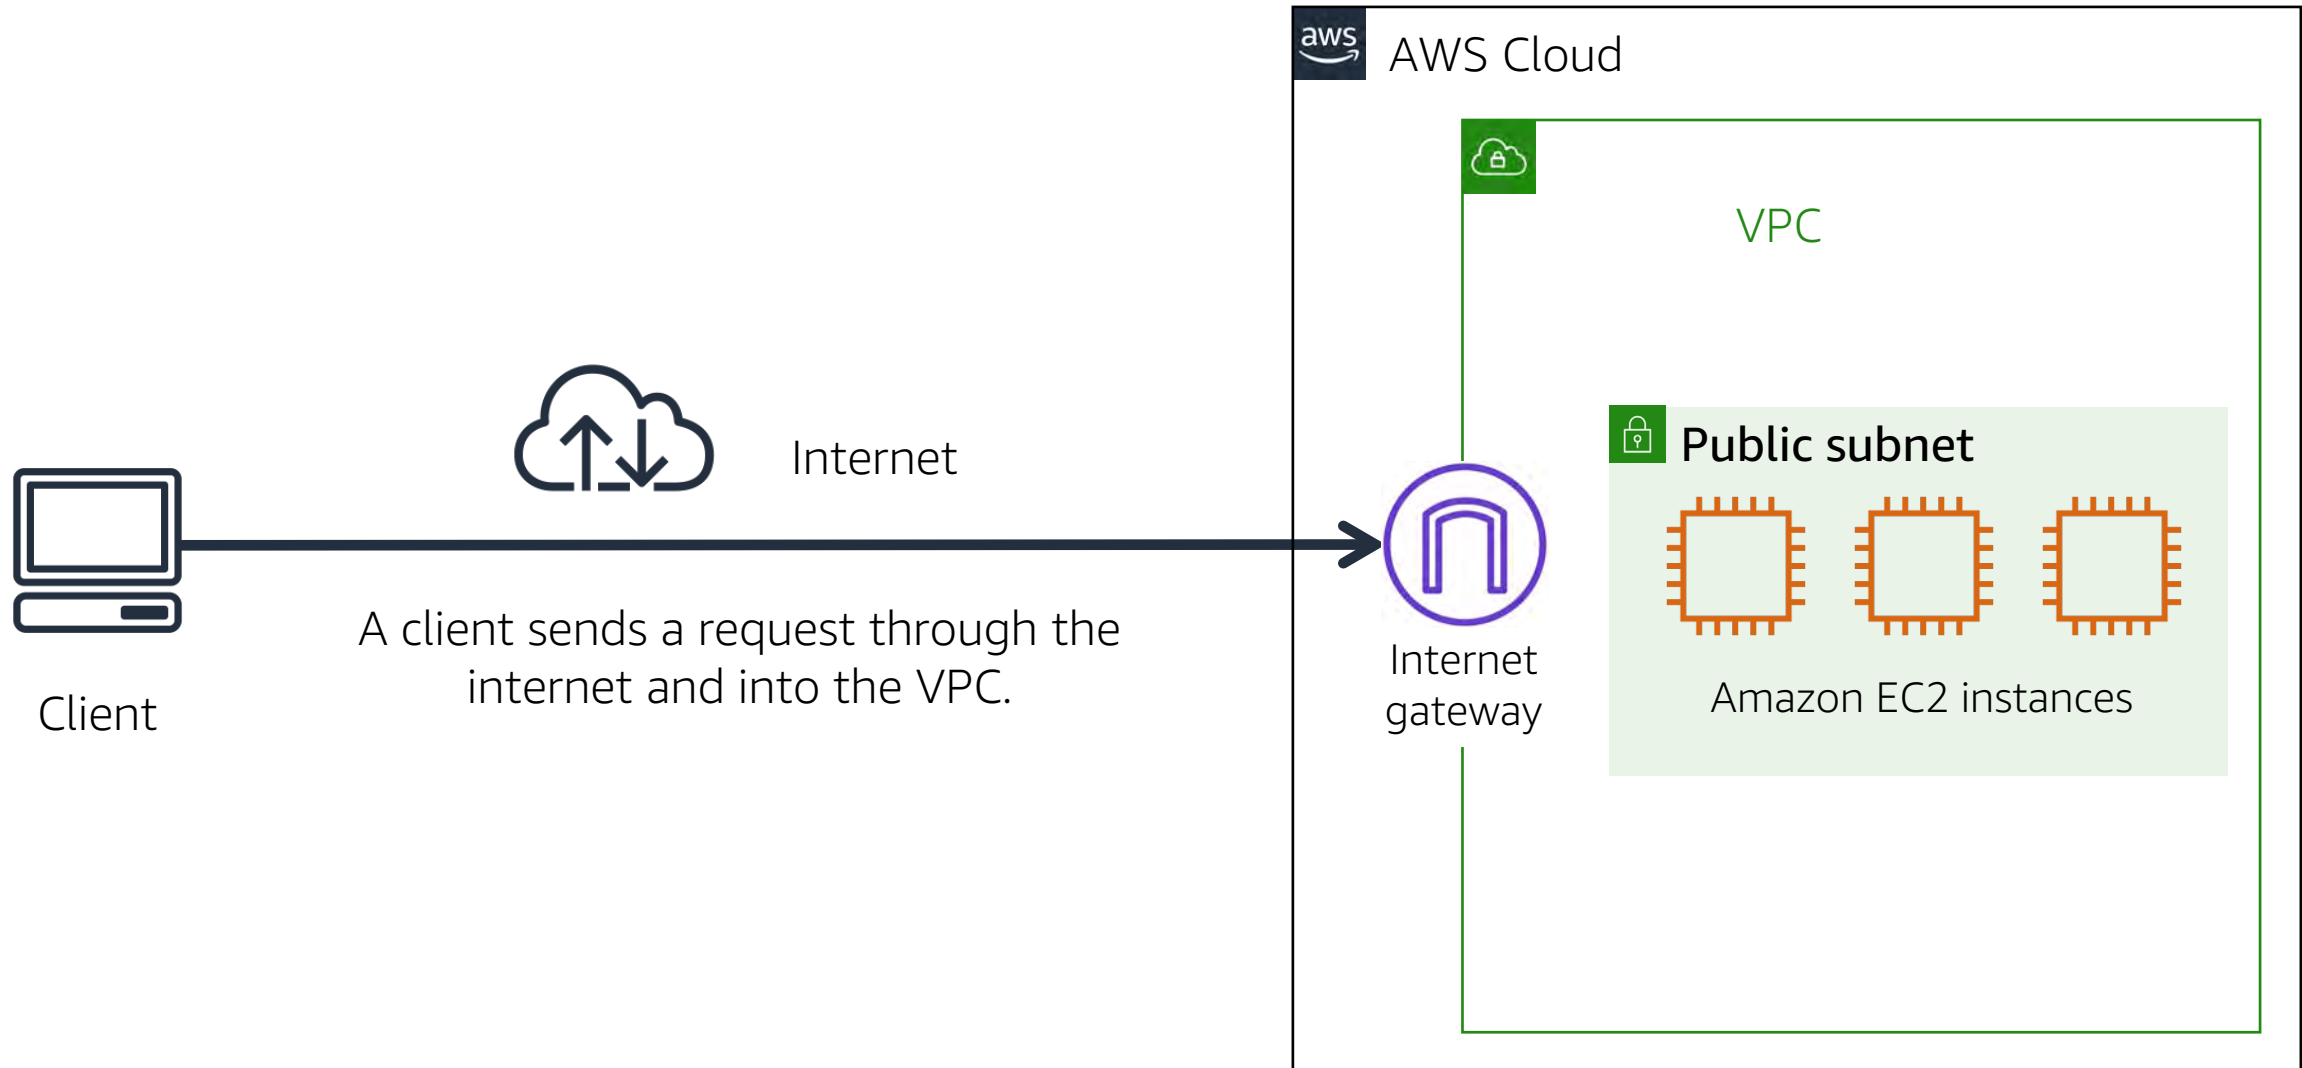 aws
AWS Cloud
VPC
Internet
Public subnet
A client sends a request through the
internet and into the VPC.
Client
Internet
gateway
Amazon EC2 instances